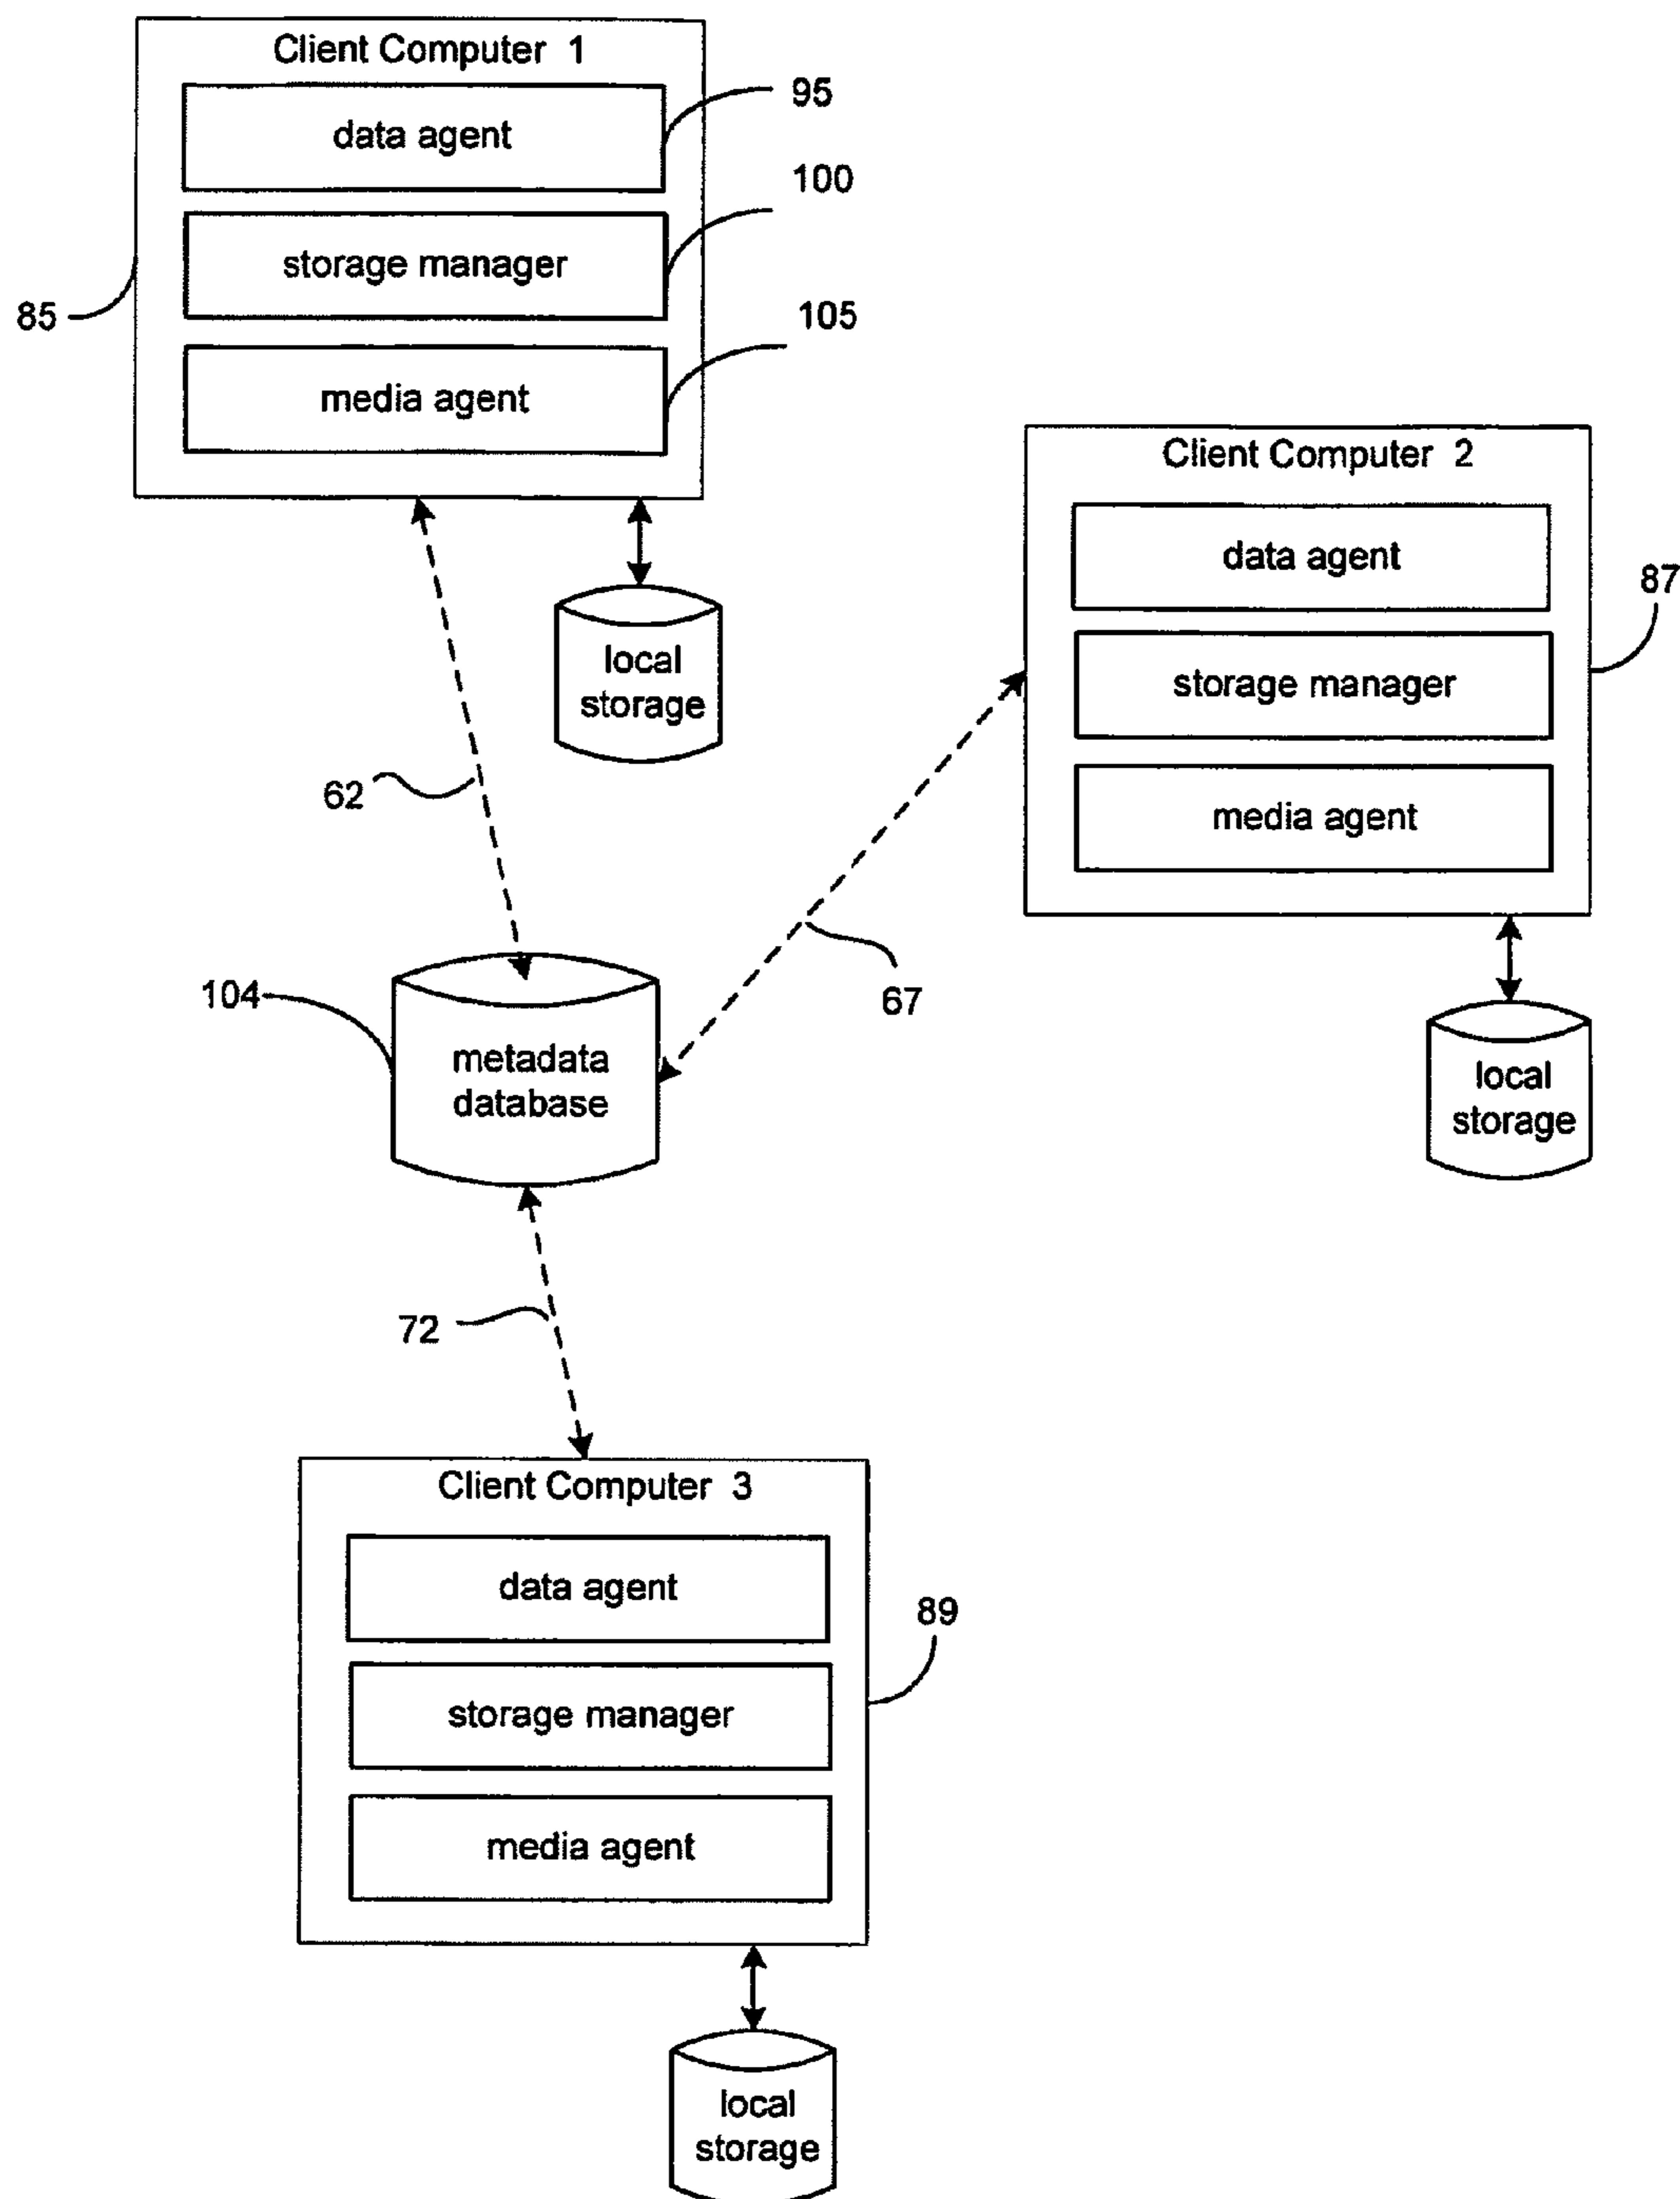 Client Computer 1
data agent
95
storage manager
100
media agent
105
85
local
storage
62
Client Computer 2
data agent
storage manager
media agent
87
67
local
storage
104
metadata
database
72
Client Computer 3
data agent
storage manager
media agent
89
local
storage